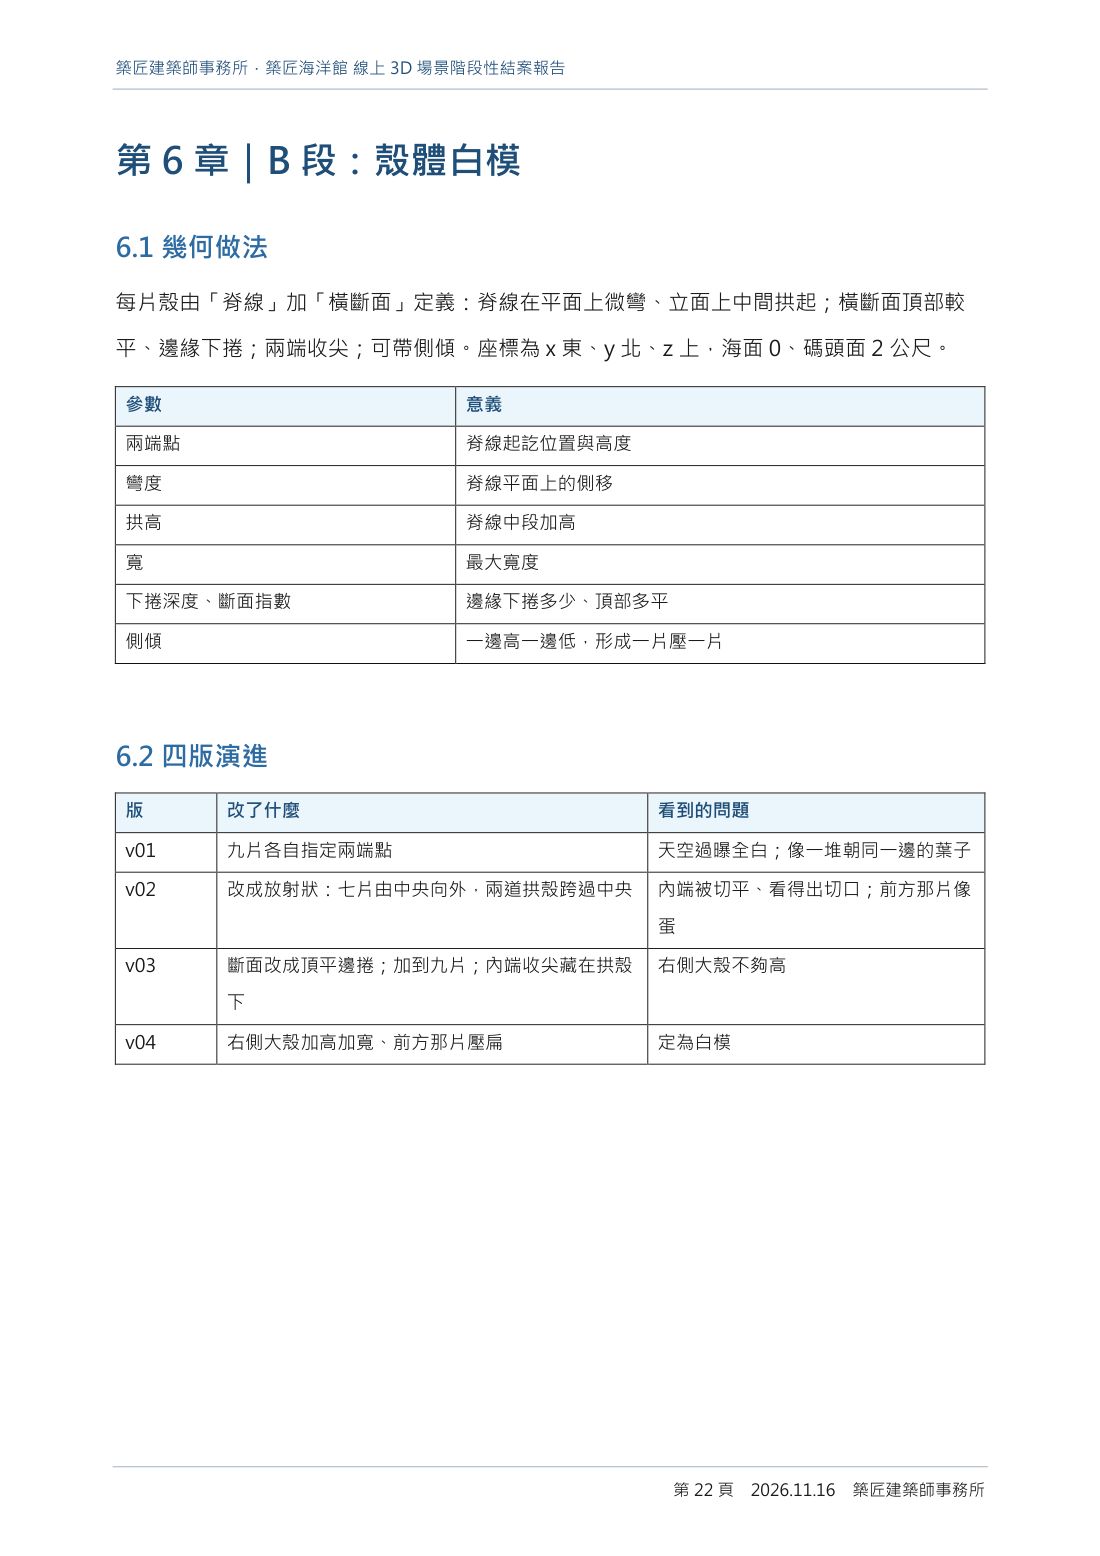 築匠建築師事務所．築匠海洋館 線上 3D 場景階段性結案報告
第 6 章｜B 段：殼體白模
6.1 幾何做法
每片殼由「脊線」加「橫斷面」定義：脊線在平面上微彎、立面上中間拱起；橫斷面頂部較
平、邊緣下捲；兩端收尖；可帶側傾。座標為 x 東、y 北、z 上，海面 0、碼頭面 2 公尺。
參數 意義
兩端點 脊線起訖位置與高度
彎度 脊線平面上的側移
拱高 脊線中段加高
寬 最大寬度
下捲深度、斷面指數 邊緣下捲多少、頂部多平
側傾 一邊高一邊低，形成一片壓一片
6.2 四版演進
版 改了什麼 看到的問題
v01 九片各自指定兩端點 天空過曝全白；像一堆朝同一邊的葉子
v02 改成放射狀：七片由中央向外，兩道拱殼跨過中央 內端被切平、看得出切口；前方那片像
蛋
v03 斷面改成頂平邊捲；加到九片；內端收尖藏在拱殼 右側大殼不夠高
下
v04 右側大殼加高加寬、前方那片壓扁 定為白模
第 22 頁 2026.11.16 築匠建築師事務所